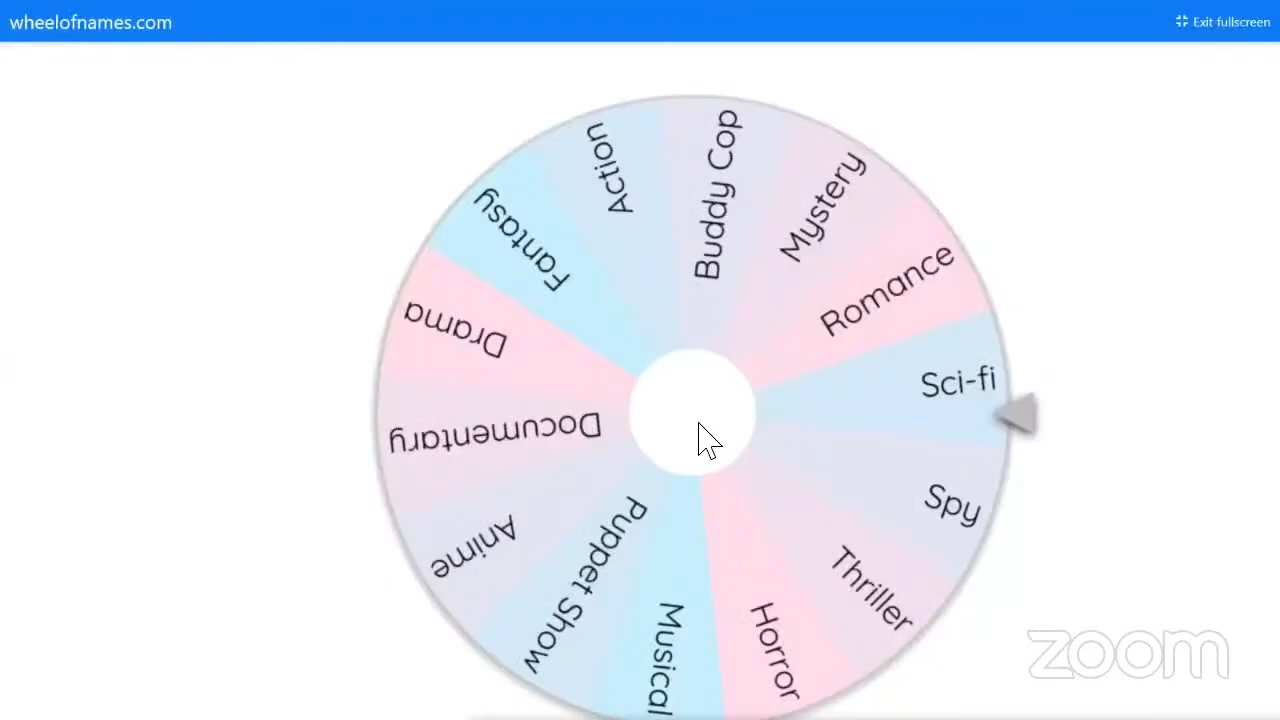 wheelofnames.com
Exit fullscreen
Action
Buddy Cop
Mystery
Romance
Sci-fi
Spy
Thriller
Horror
Musical
Puppet Show
Anime
Documentary
Drama
Fantasy
zoom